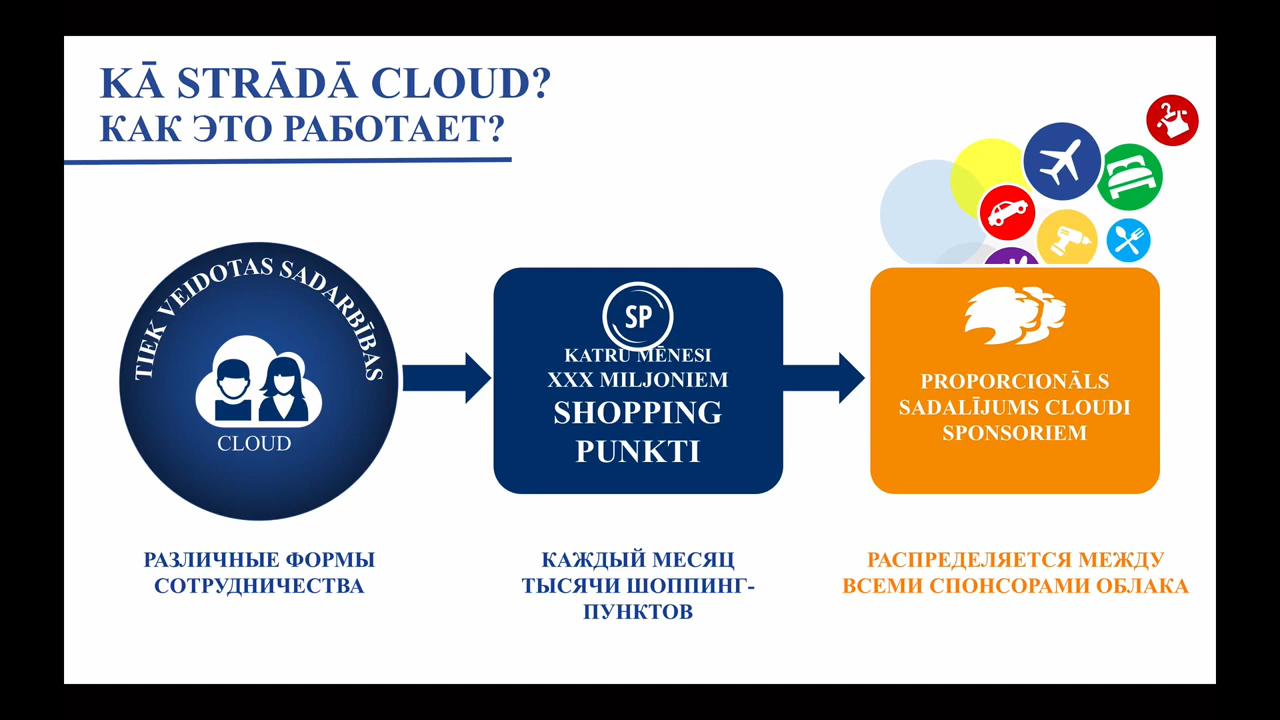 KĀ STRĀDĀ CLOUD?
КАК ЭТО РАБОТАЕТ?
TIEK VEIDOTAS SADARBĪBAS
CLOUD
SP
KATRU MĒNESI
XXX MILJONIEM
SHOPPING
PUNKTI
PROPORCIONĀLS
SADALĪJUMS CLOUDI
SPONSORIEM
РАЗЛИЧНЫЕ ФОРМЫ
СОТРУДНИЧЕСТВА
КАЖДЫЙ МЕСЯЦ
ТЫСЯЧИ ШОППИНГ-
ПУНКТОВ
РАСПРЕДЕЛЯЕТСЯ МЕЖДУ
ВСЕМИ СПОНСОРАМИ ОБЛАКА